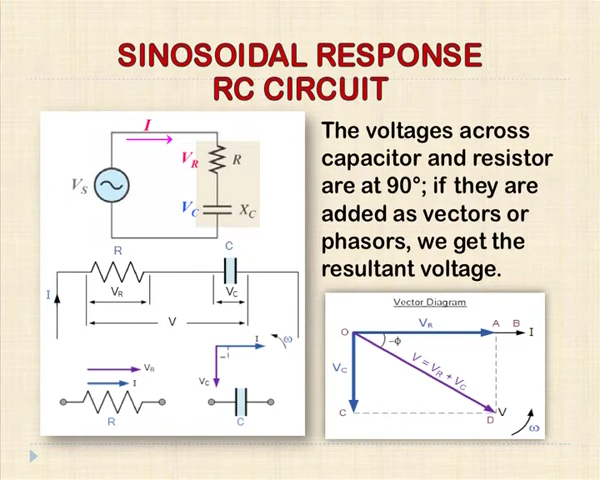 SINOSOIDAL RESPONSE
RC CIRCUIT
I
V_R
R
V_S
V_C
X_C
R
C
I
V_R
V_C
V
V_R
I
R
I
ω
V_C
C
The voltages across
capacitor and resistor
are at 90°; if they are
added as vectors or
phasors, we get the
resultant voltage.
Vector Diagram
V_R
O
A
B
I
-ϕ
V_C
V = V_R + V_C
C
V
D
ω